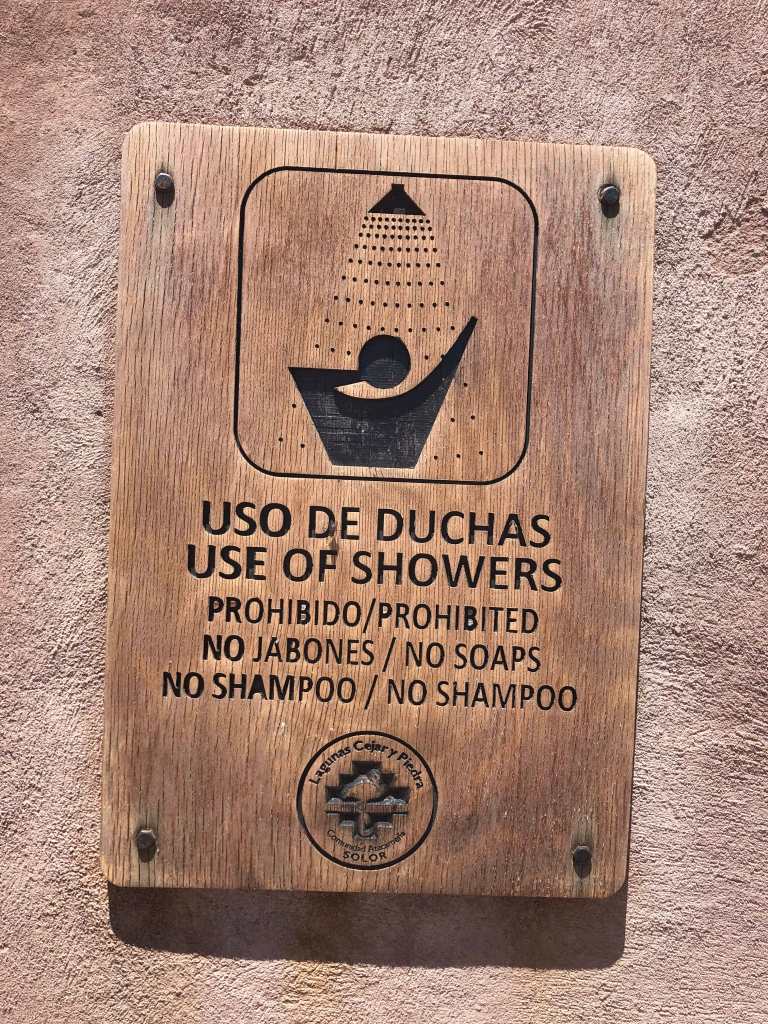 USO DE DUCHAS
USE OF SHOWERS
PROHIBIDO/PROHIBITED
NO JABONES / NO SOAPS
NO SHAMPOO / NO SHAMPOO
Lagunas Cejar y Piedra
Comunidad Atacameña
SOLOR